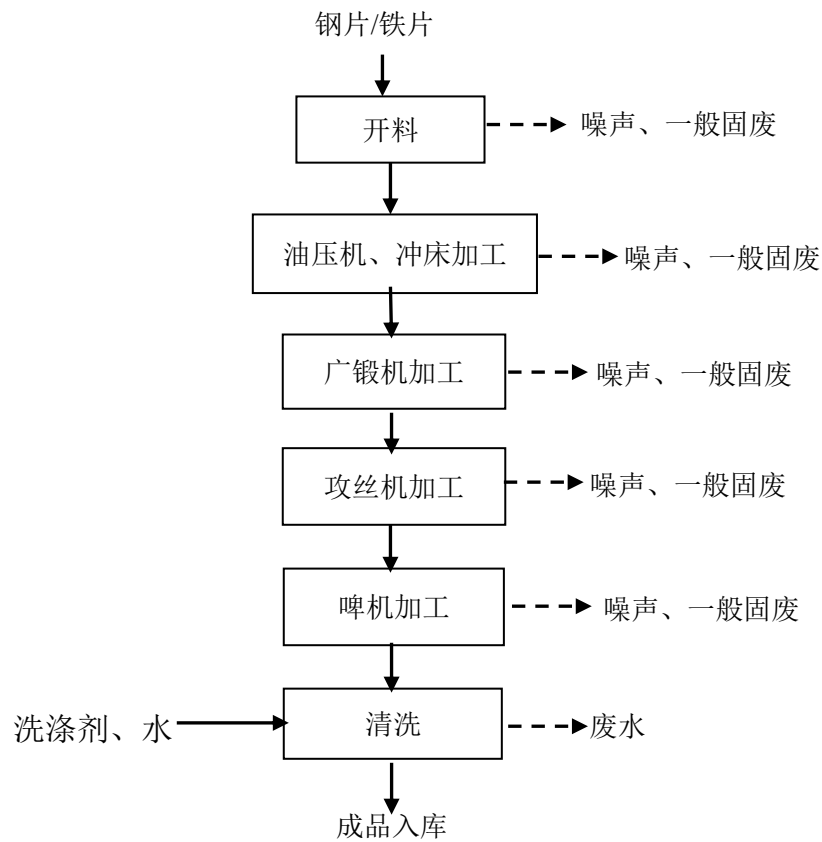 钢片/铁片
开料
噪声、一般固废
油压机、冲床加工
噪声、一般固废
广锻机加工
噪声、一般固废
攻丝机加工
噪声、一般固废
啤机加工
噪声、一般固废
洗涤剂、水
清洗
废水
成品入库